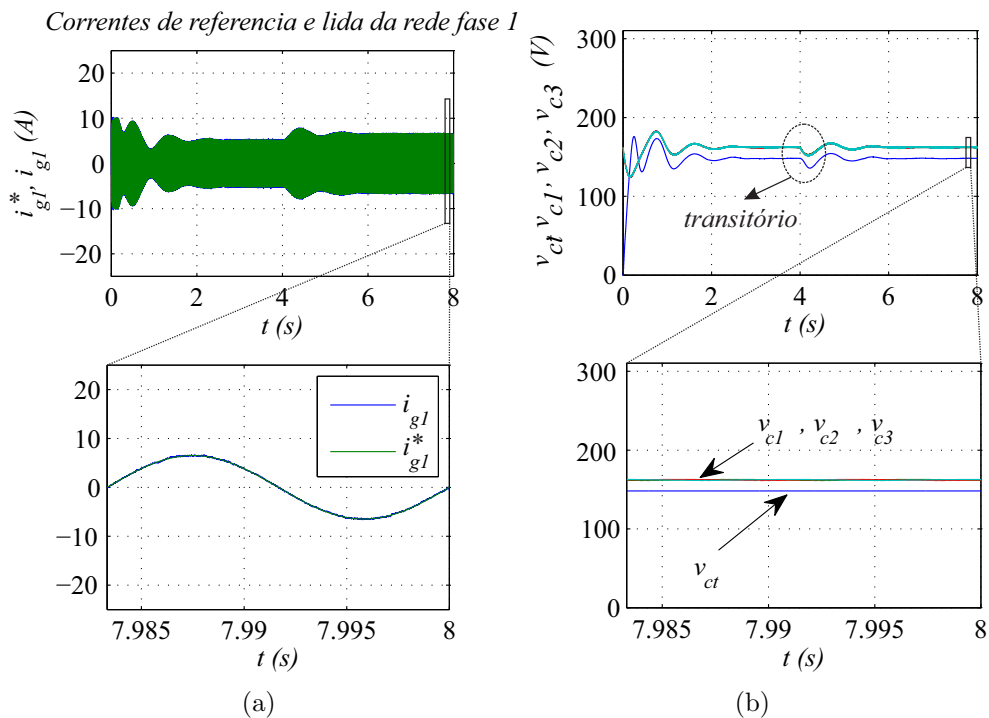 Correntes de referencia e lida da rede fase 1
i*g1, ig1 (A)
20
10
0
−10
−20
0 2 4 6 8
t (s)
vct, vc1, vc2, vc3 (V)
300
200
100
0
transitório
0 2 4 6 8
t (s)
20
10
0
−10
−20
ig1
i*g1
7.985 7.99 7.995 8
t (s)
(a)
300
200
100
0
vc1 , vc2 , vc3
vct
7.985 7.99 7.995 8
t (s)
(b)